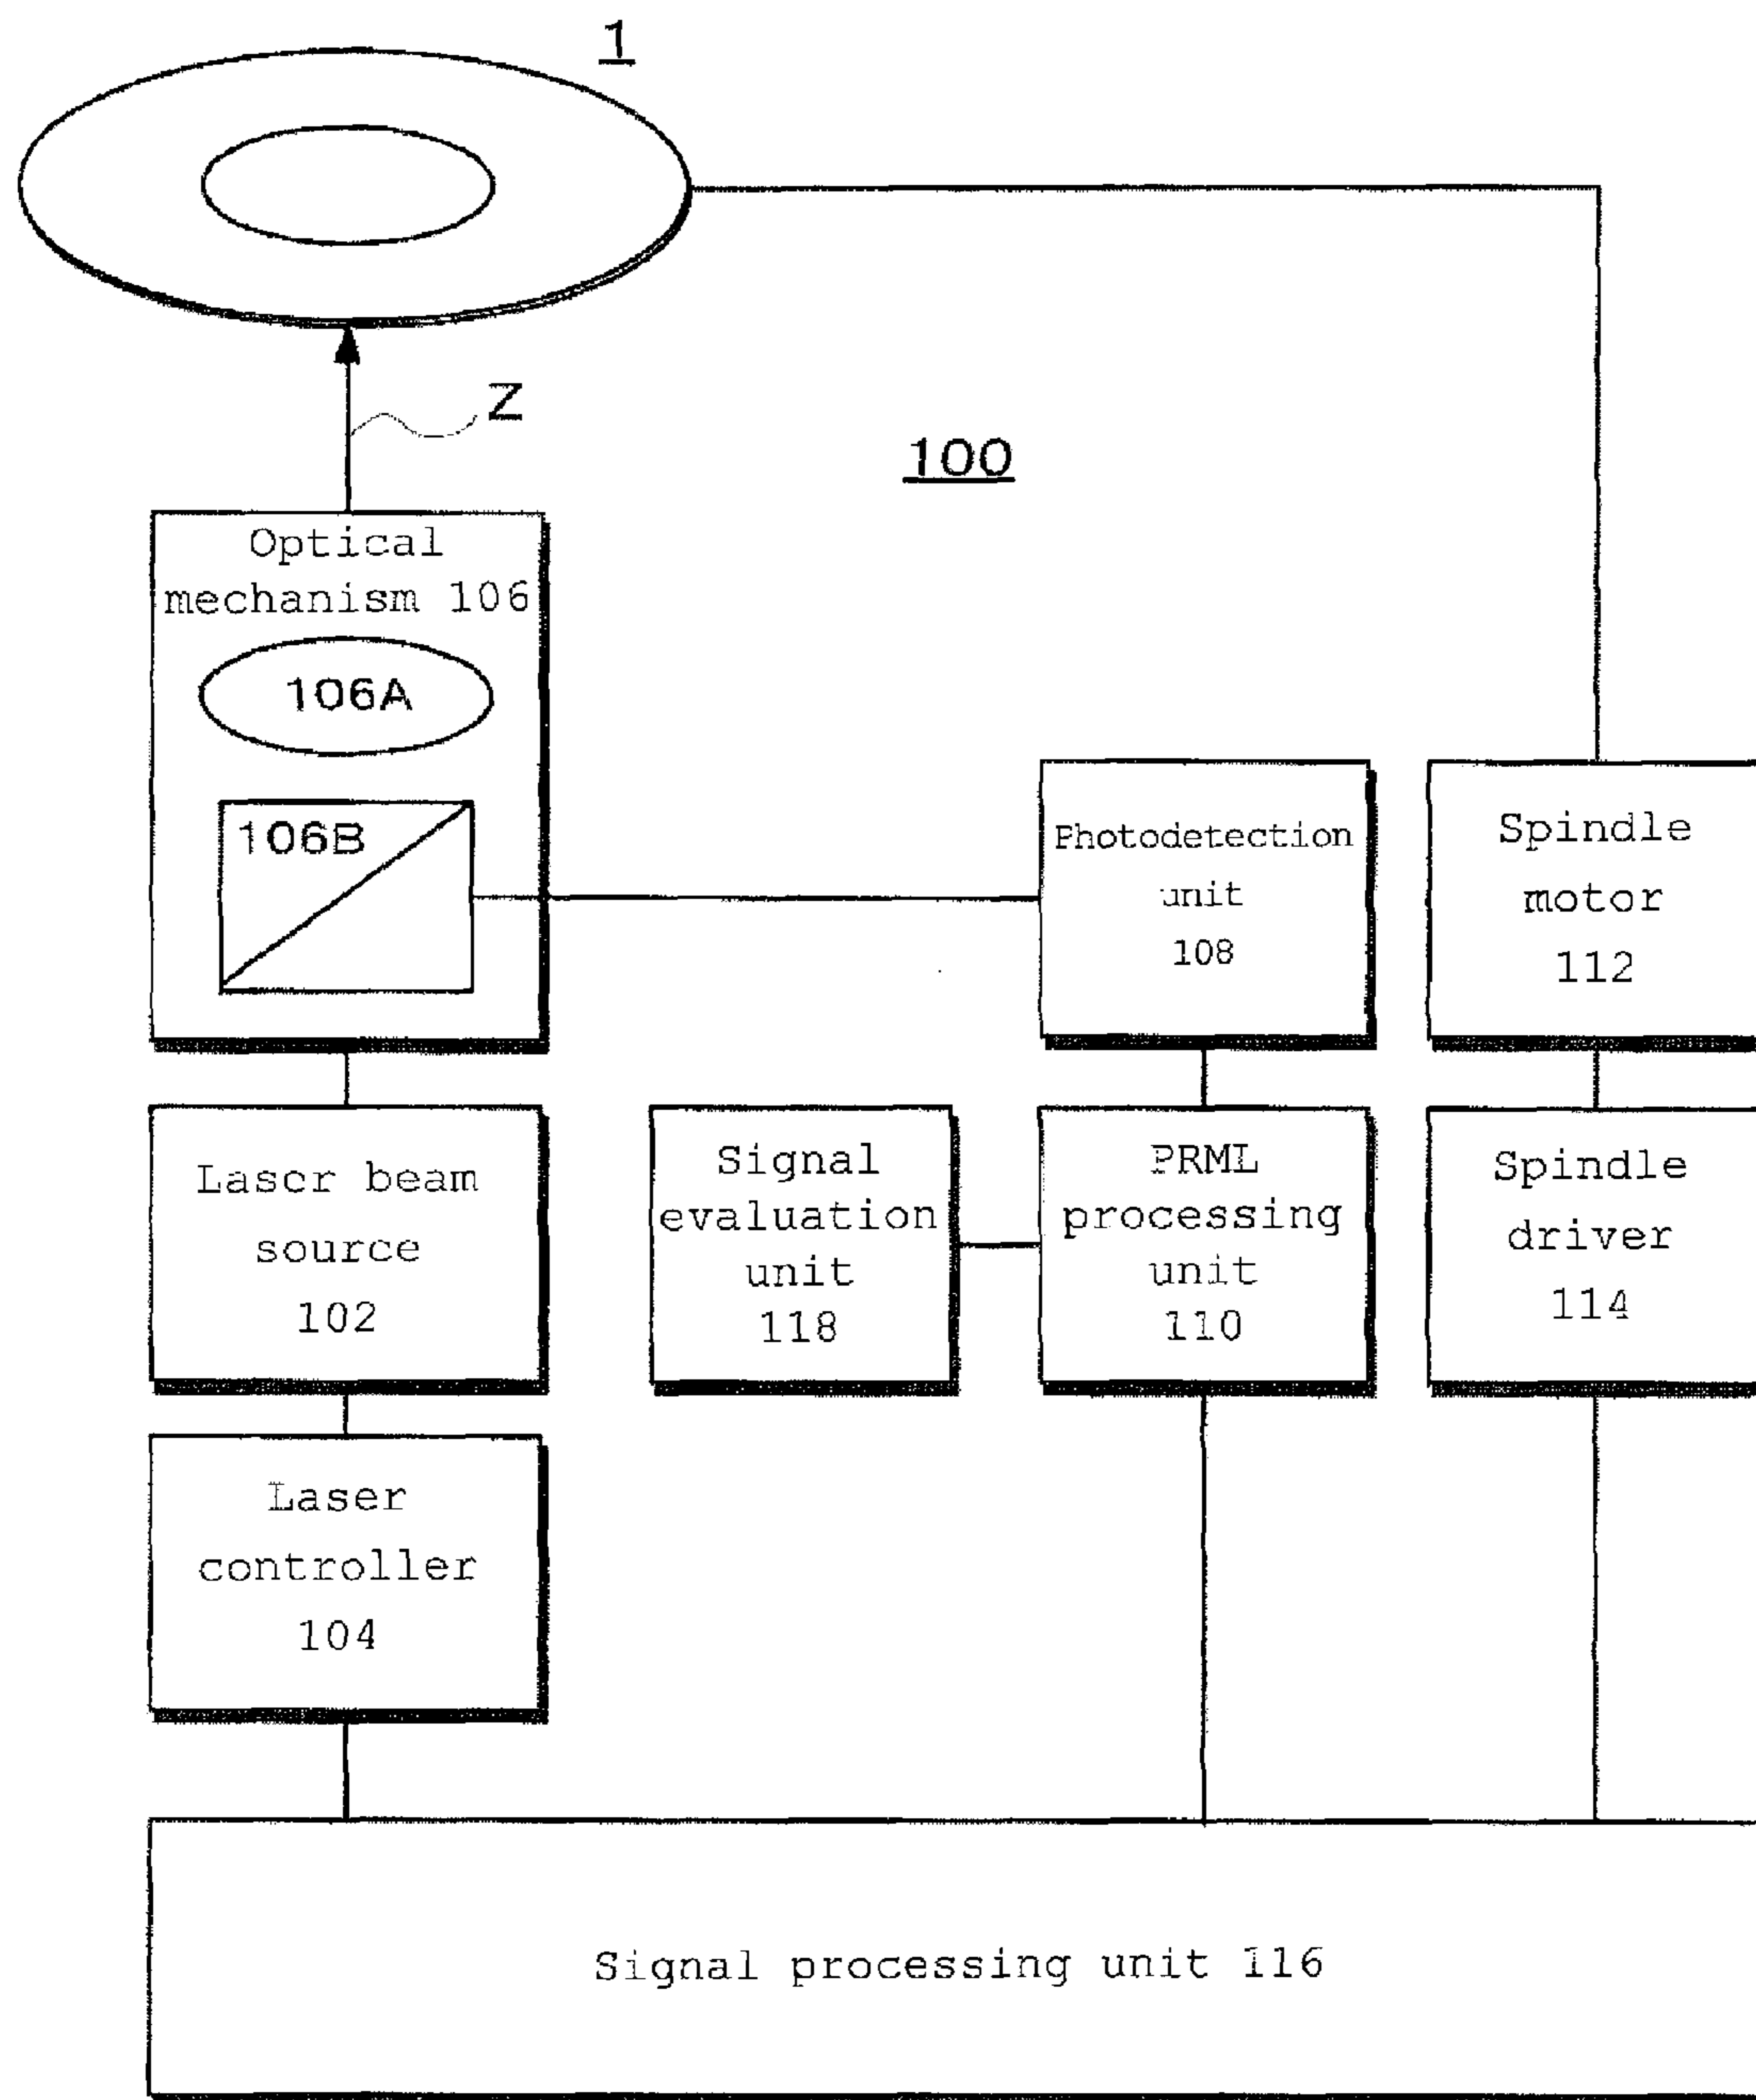 1
Z
100
Optical
mechanism 106
106A
106B
Photodetection
unit
108
Spindle
motor
112
Laser beam
source
102
Signal
evaluation
unit
118
PRML
processing
unit
110
Spindle
driver
114
Laser
controller
104
Signal processing unit 116